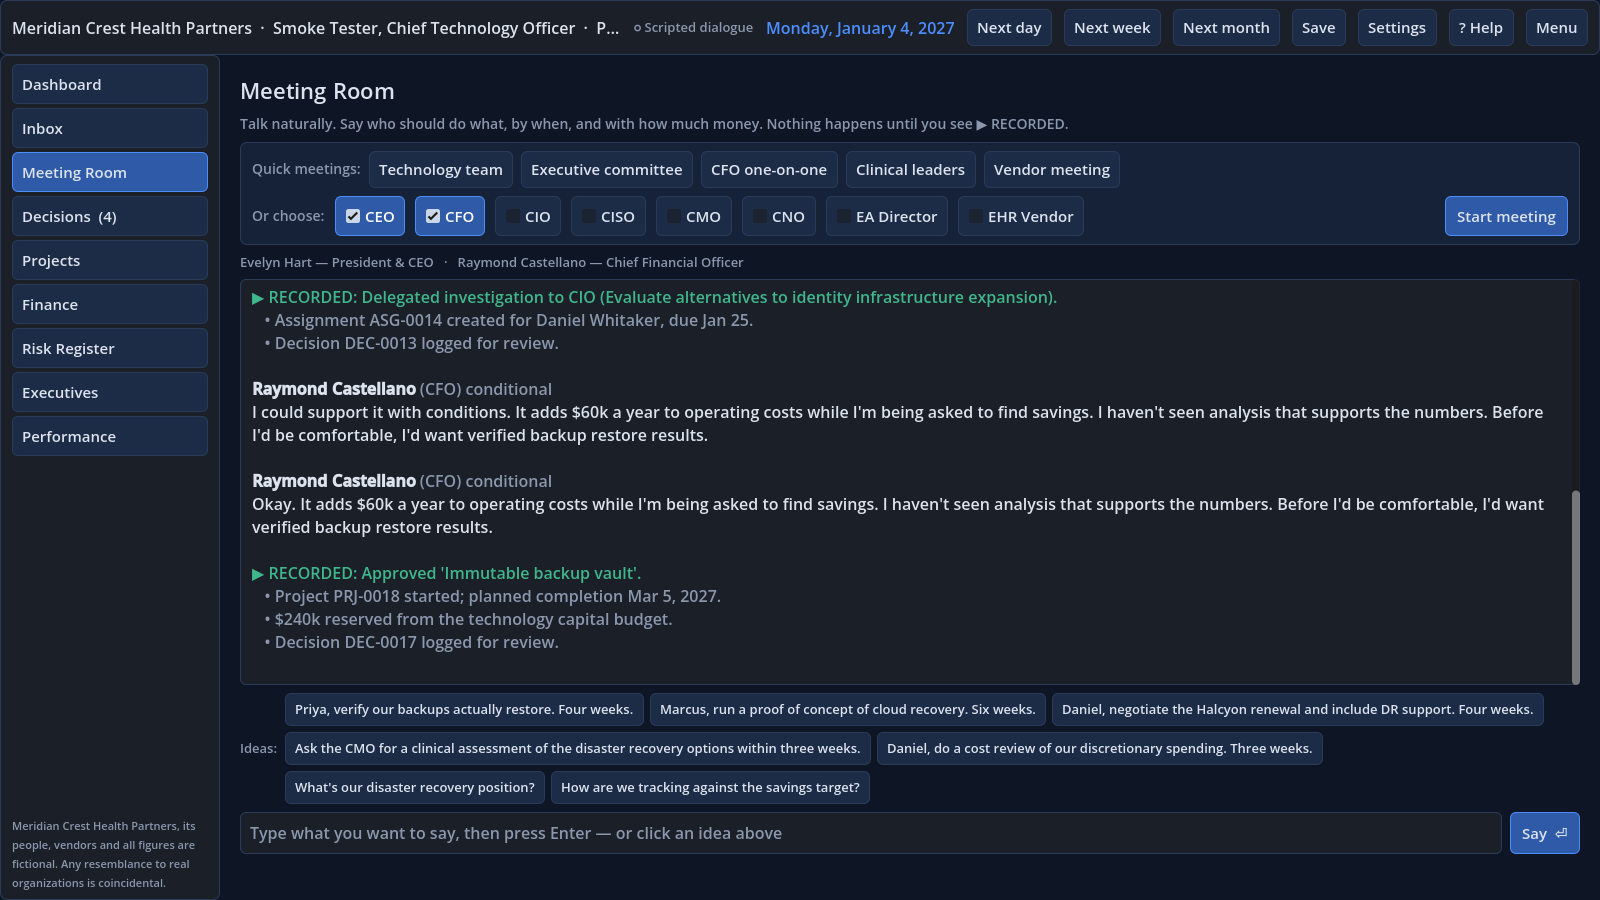 Meridian Crest Health Partners · Smoke Tester, Chief Technology Officer · P... Scripted dialogue Monday, January 4, 2027 Next day Next week Next month Save Settings ? Help Menu
Dashboard
Inbox
Meeting Room
Decisions (4)
Projects
Finance
Risk Register
Executives
Performance
Meridian Crest Health Partners, its
people, vendors and all figures are
fictional. Any resemblance to real
organizations is coincidental.
Meeting Room
Talk naturally. Say who should do what, by when, and with how much money. Nothing happens until you see ▶ RECORDED.
Quick meetings: Technology team Executive committee CFO one-on-one Clinical leaders Vendor meeting
Or choose: CEO CFO CIO CISO CMO CNO EA Director EHR Vendor Start meeting
Evelyn Hart — President & CEO · Raymond Castellano — Chief Financial Officer
▶ RECORDED: Delegated investigation to CIO (Evaluate alternatives to identity infrastructure expansion).
• Assignment ASG-0014 created for Daniel Whitaker, due Jan 25.
• Decision DEC-0013 logged for review.
Raymond Castellano (CFO) conditional
I could support it with conditions. It adds $60k a year to operating costs while I'm being asked to find savings. I haven't seen analysis that supports the numbers. Before
I'd be comfortable, I'd want verified backup restore results.
Raymond Castellano (CFO) conditional
Okay. It adds $60k a year to operating costs while I'm being asked to find savings. I haven't seen analysis that supports the numbers. Before I'd be comfortable, I'd want
verified backup restore results.
▶ RECORDED: Approved 'Immutable backup vault'.
• Project PRJ-0018 started; planned completion Mar 5, 2027.
• $240k reserved from the technology capital budget.
• Decision DEC-0017 logged for review.
Priya, verify our backups actually restore. Four weeks. Marcus, run a proof of concept of cloud recovery. Six weeks. Daniel, negotiate the Halcyon renewal and include DR support. Four weeks.
Ideas: Ask the CMO for a clinical assessment of the disaster recovery options within three weeks. Daniel, do a cost review of our discretionary spending. Three weeks.
What's our disaster recovery position? How are we tracking against the savings target?
Type what you want to say, then press Enter — or click an idea above Say ⏎